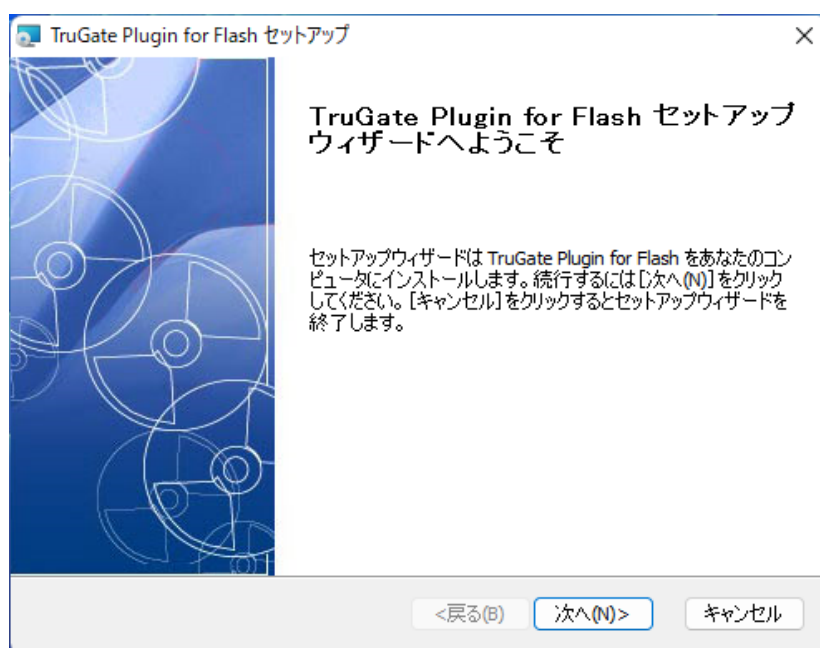 TruGate Plugin for Flash セットアップ
TruGate Plugin for Flash セットアップ
ウィザードへようこそ
セットアップウィザードは TruGate Plugin for Flash をあなたのコン
ピュータにインストールします。続行するには[次へ(N)]をクリック
してください。[キャンセル]をクリックするとセットアップウィザードを
終了します。
<戻る(B)
次へ(N)>
キャンセル